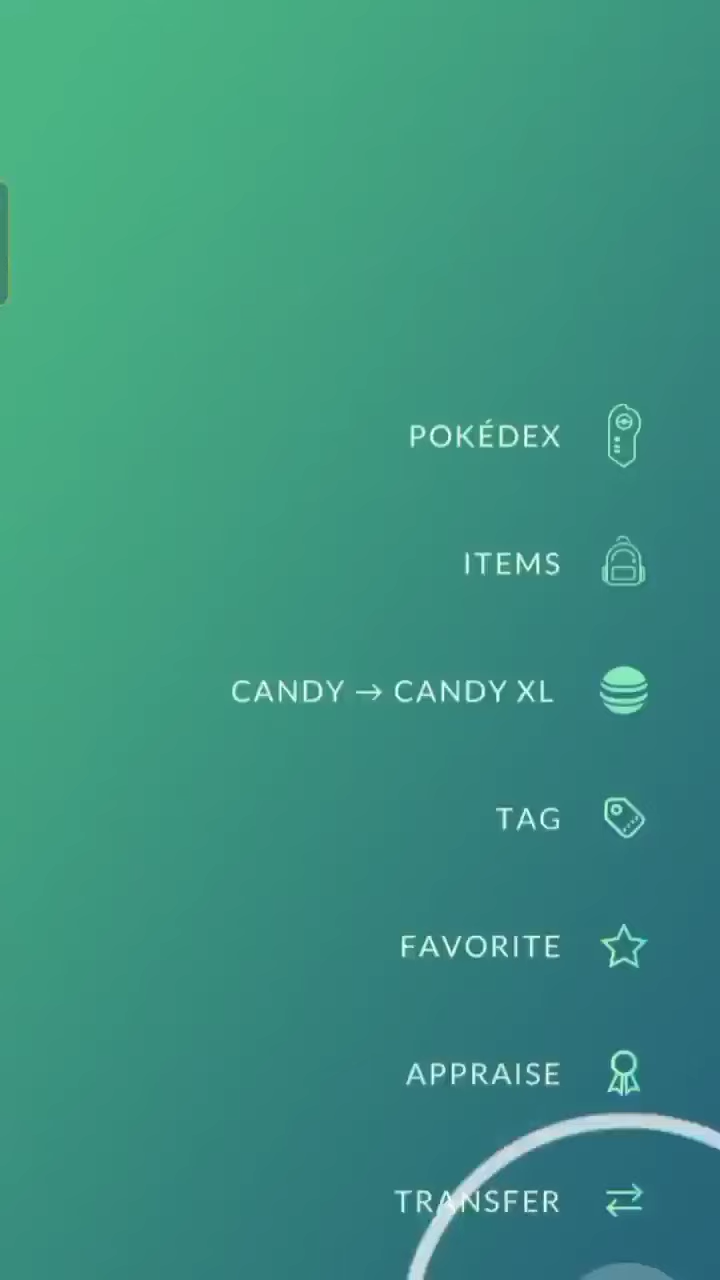 POKÉDEX
ITEMS
CANDY → CANDY XL
TAG
FAVORITE
APPRAISE
TRANSFER